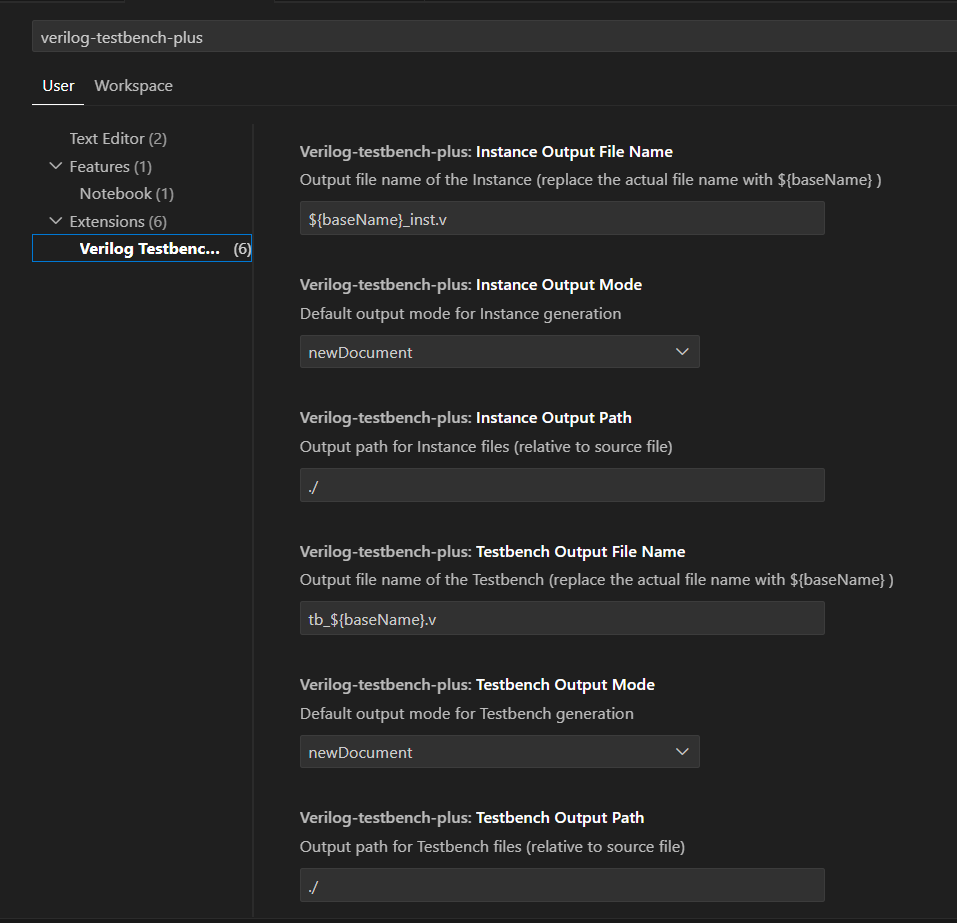 verilog-testbench-plus
User Workspace
Text Editor (2)
Features (1)
Notebook (1)
Extensions (6)
Verilog Testbenc... (6)
Verilog-testbench-plus: Instance Output File Name
Output file name of the Instance (replace the actual file name with ${baseName} )
${baseName}_inst.v
Verilog-testbench-plus: Instance Output Mode
Default output mode for Instance generation
newDocument
Verilog-testbench-plus: Instance Output Path
Output path for Instance files (relative to source file)
./
Verilog-testbench-plus: Testbench Output File Name
Output file name of the Testbench (replace the actual file name with ${baseName} )
tb_${baseName}.v
Verilog-testbench-plus: Testbench Output Mode
Default output mode for Testbench generation
newDocument
Verilog-testbench-plus: Testbench Output Path
Output path for Testbench files (relative to source file)
./